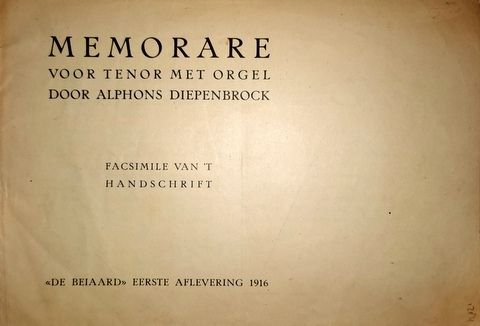 MEMORARE
VOOR TENOR MET ORGEL
DOOR ALPHONS DIEPENBROCK
FACSIMILE VAN 'T
HANDSCHRIFT
«DE BEIAARD» EERSTE AFLEVERING 1916